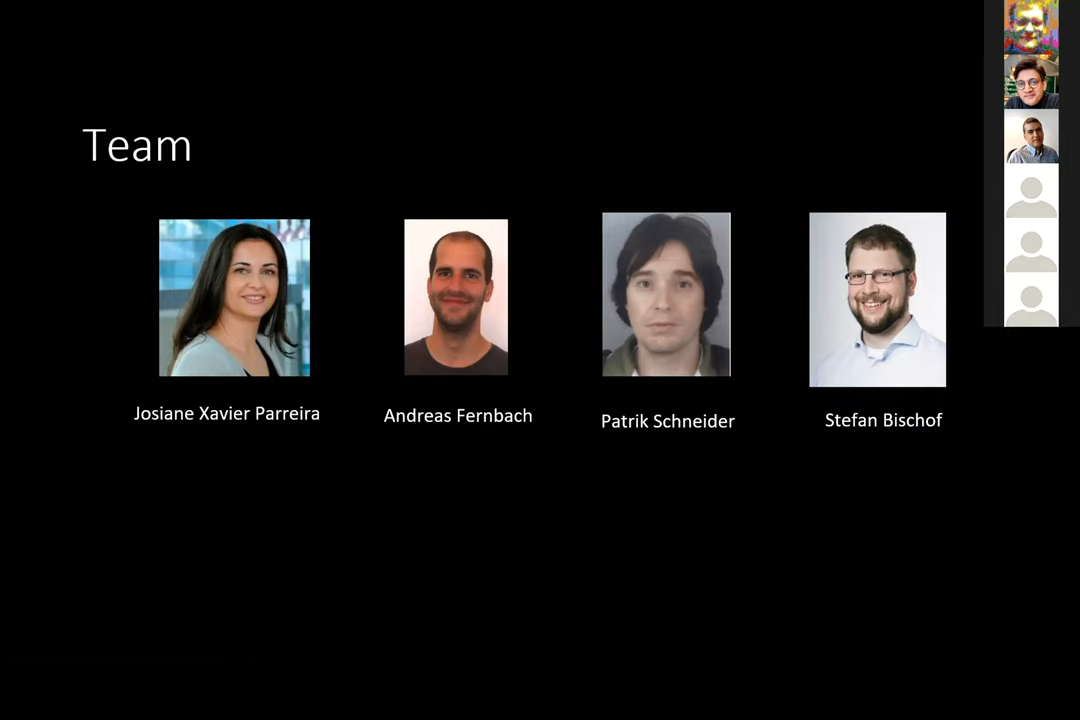 Team
Josiane Xavier Parreira
Andreas Fernbach
Patrik Schneider
Stefan Bischof